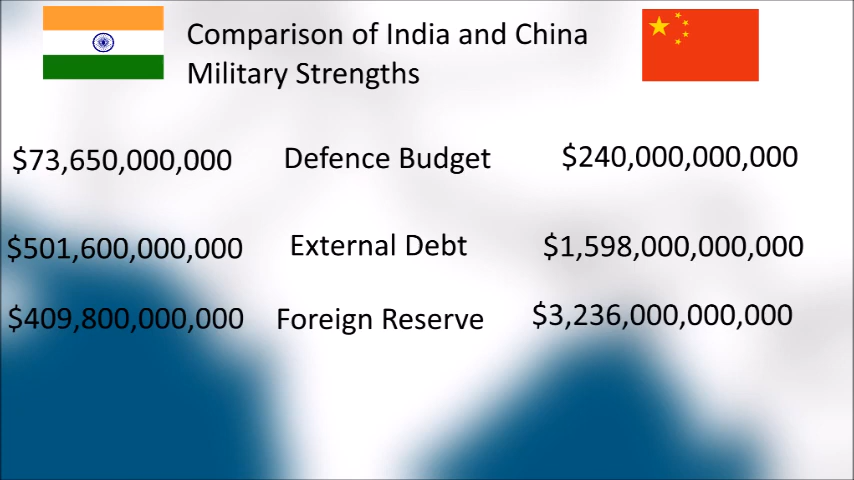 Comparison of India and China
Military Strengths
$73,650,000,000 Defence Budget $240,000,000,000
$501,600,000,000 External Debt $1,598,000,000,000
$409,800,000,000 Foreign Reserve $3,236,000,000,000